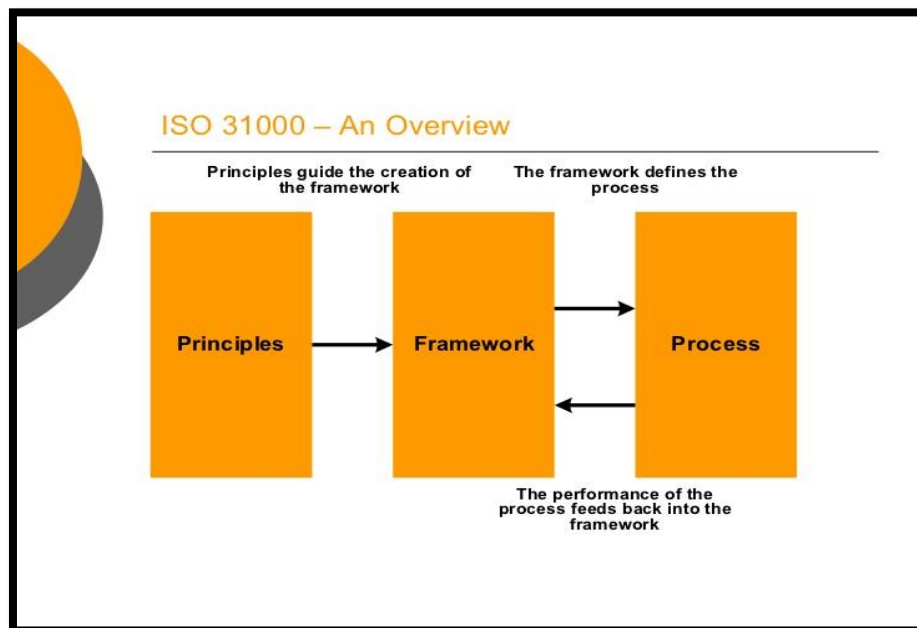 ISO 31000 – An Overview
Principles guide the creation of
the framework
The framework defines the
process
Principles
Framework
Process
The performance of the
process feeds back into the
framework